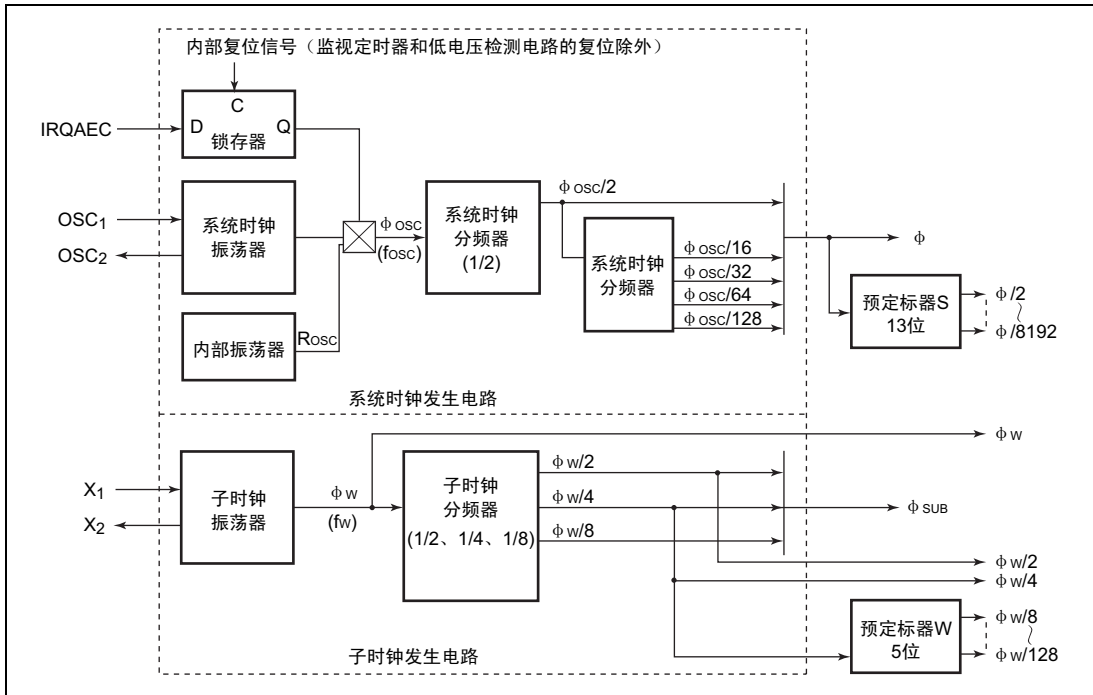 内部复位信号（监视定时器和低电压检测电路的复位除外）
C
IRQAEC
D
Q
锁存器
OSC1
OSC2
系统时钟
振荡器
φosc
(fosc)
系统时钟
分频器
(1/2)
φosc/2
系统时钟
分频器
φosc/16
φosc/32
φosc/64
φosc/128
φ
预定标器S
13位
φ/2
φ/8192
内部振荡器
Rosc
系统时钟发生电路
X1
X2
子时钟
振荡器
φw
(fw)
子时钟
分频器
(1/2、1/4、1/8)
φw/2
φw/4
φw/8
φw
φSUB
φw/2
φw/4
预定标器W
5位
φw/8
φw/128
子时钟发生电路